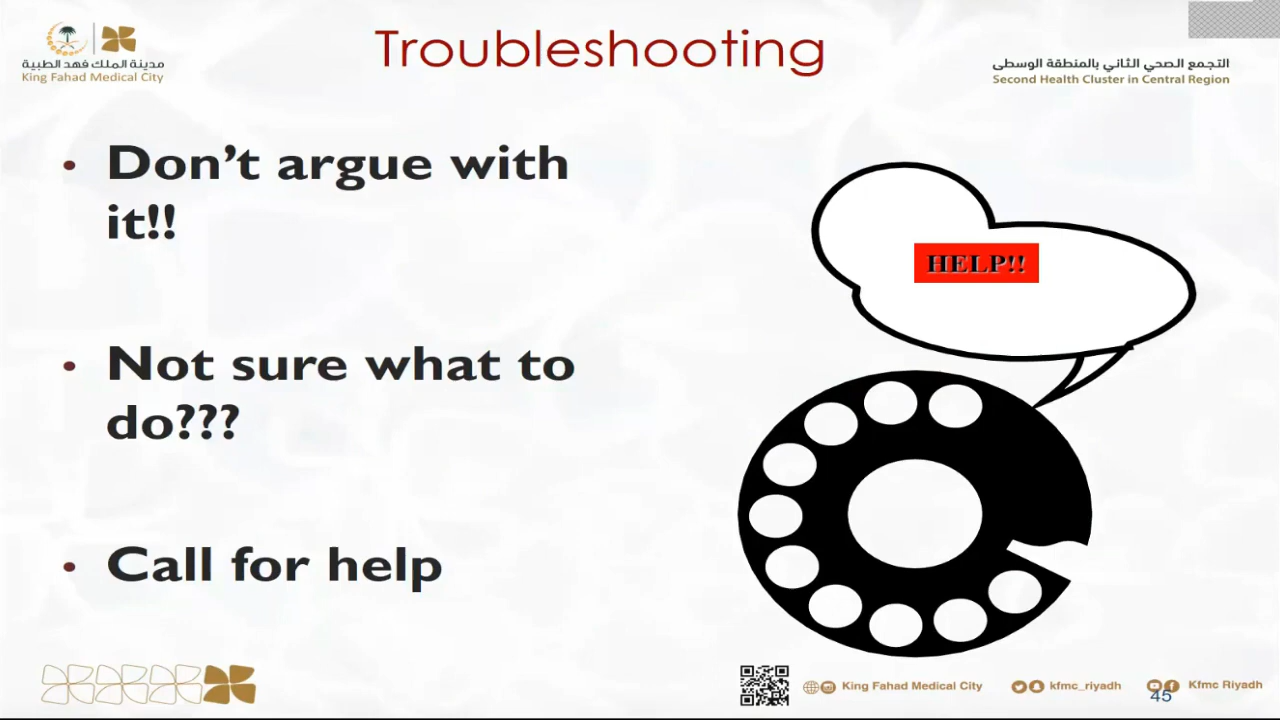 Troubleshooting
مدينة الملك فهد الطبية
King Fahad Medical City
التجمع الصحي الثاني بالمنطقة الوسطى
Second Health Cluster in Central Region
• Don’t argue with
it!!
• Not sure what to
do???
• Call for help
HELP!!
King Fahad Medical City
kfmc_riyadh
Kfmc Riyadh
45